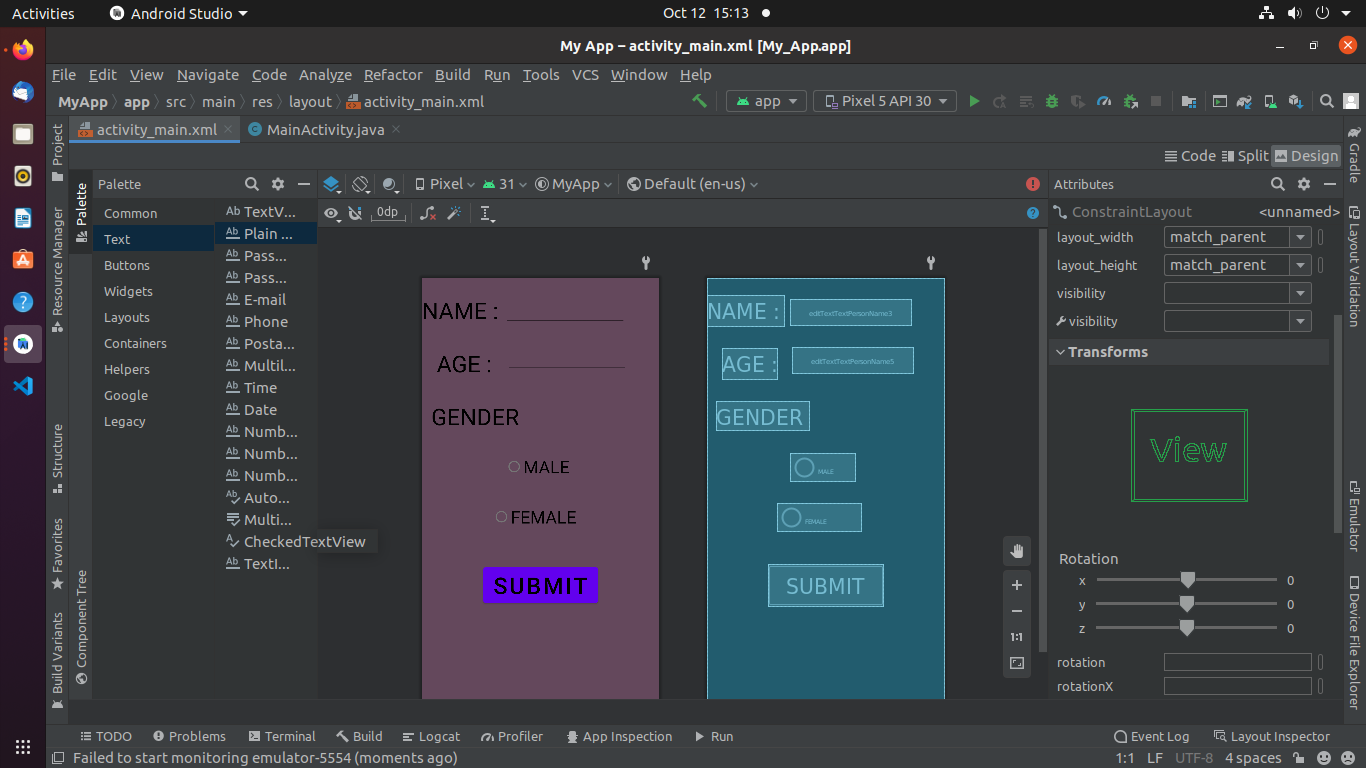 Activities Android Studio Oct 12 15:13
My App – activity_main.xml [My_App.app]
File Edit View Navigate Code Analyze Refactor Build Run Tools VCS Window Help
MyApp app src main res layout activity_main.xml app Pixel 5 API 30
activity_main.xml MainActivity.java
Code Split Design
Project
Resource Manager
Structure
Favorites
Build Variants
Palette
Component Tree
Palette
Common
Text
Buttons
Widgets
Layouts
Containers
Helpers
Google
Legacy
Ab TextV...
Ab Plain ...
Ab Pass...
Ab Pass...
Ab E-mail
Ab Phone
Ab Posta...
Ab Multil...
Ab Time
Ab Date
Ab Numb...
Ab Numb...
Ab Numb...
Ab Auto...
Multi...
CheckedTextView
Ab TextI...
Pixel 31 MyApp Default (en-us)
0dp
NAME :
AGE :
GENDER
MALE
FEMALE
SUBMIT
NAME : editTextTextPersonName3
AGE : editTextTextPersonName5
GENDER
MALE
FEMALE
SUBMIT
1:1
Attributes
ConstraintLayout <unnamed>
layout_width match_parent
layout_height match_parent
visibility
visibility
Transforms
View
Rotation
x 0
y 0
z 0
rotation
rotationX
Gradle
Layout Validation
Emulator
Device File Explorer
TODO Problems Terminal Build Logcat Profiler App Inspection Run Event Log Layout Inspector
Failed to start monitoring emulator-5554 (moments ago) 1:1 LF UTF-8 4 spaces